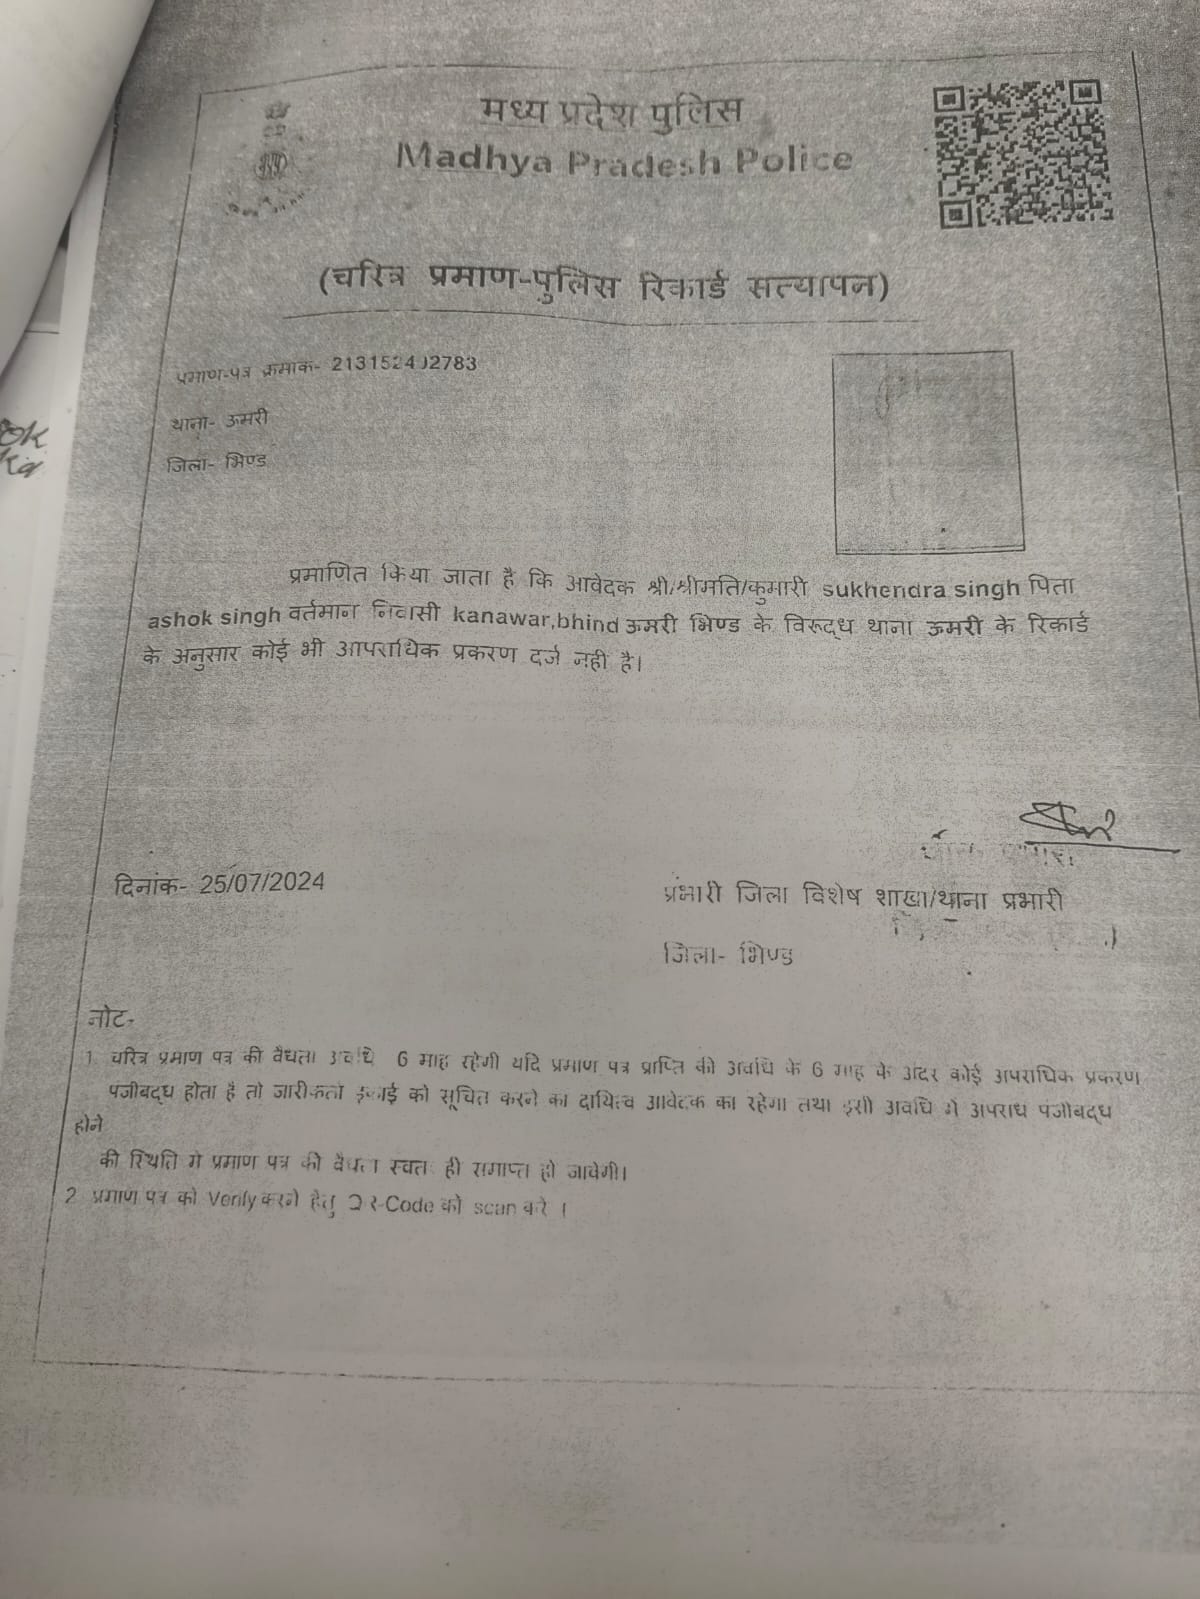 मध्य प्रदेश पुलिस
Madhya Pradesh Police
(चरित्र प्रमाण-पुलिस रिकार्ड सत्यापन)
प्रमाण-पत्र क्रमांक-
थाना- ऊमरी
जिला- भिण्ड
प्रमाणित किया जाता है कि आवेदक श्री/श्रीमति/कुमारी sukhendra singh पिता
ashok singh वर्तमान निवासी kanawar,bhind ऊमरी भिण्ड के विरूद्ध थाना ऊमरी के रिकार्ड
के अनुसार कोई भी आपराधिक प्रकरण दर्ज नही है।
दिनांक- 25/07/2024
प्रभारी जिला विशेष शाखा/थाना प्रभारी
जिला- भिण्ड
नोट-
1. चरित्र प्रमाण पत्र की वैधता अवधि 6 माह रहेगी यदि प्रमाण पत्र प्राप्ति की अवधि के 6 माह के अंदर कोई अपराधिक प्रकरण
पंजीबद्ध होता है तो जारीकर्ता इकाई को सूचित करने का दायित्व आवेदक का रहेगा तथा इसी अवधि में अपराध पंजीबद्ध
होने
की स्थिति में प्रमाण पत्र की वैधता स्वतः ही समाप्त हो जावेगी।
2 प्रमाण पत्र को Verify करने हेतु QR-Code को scan करे ।